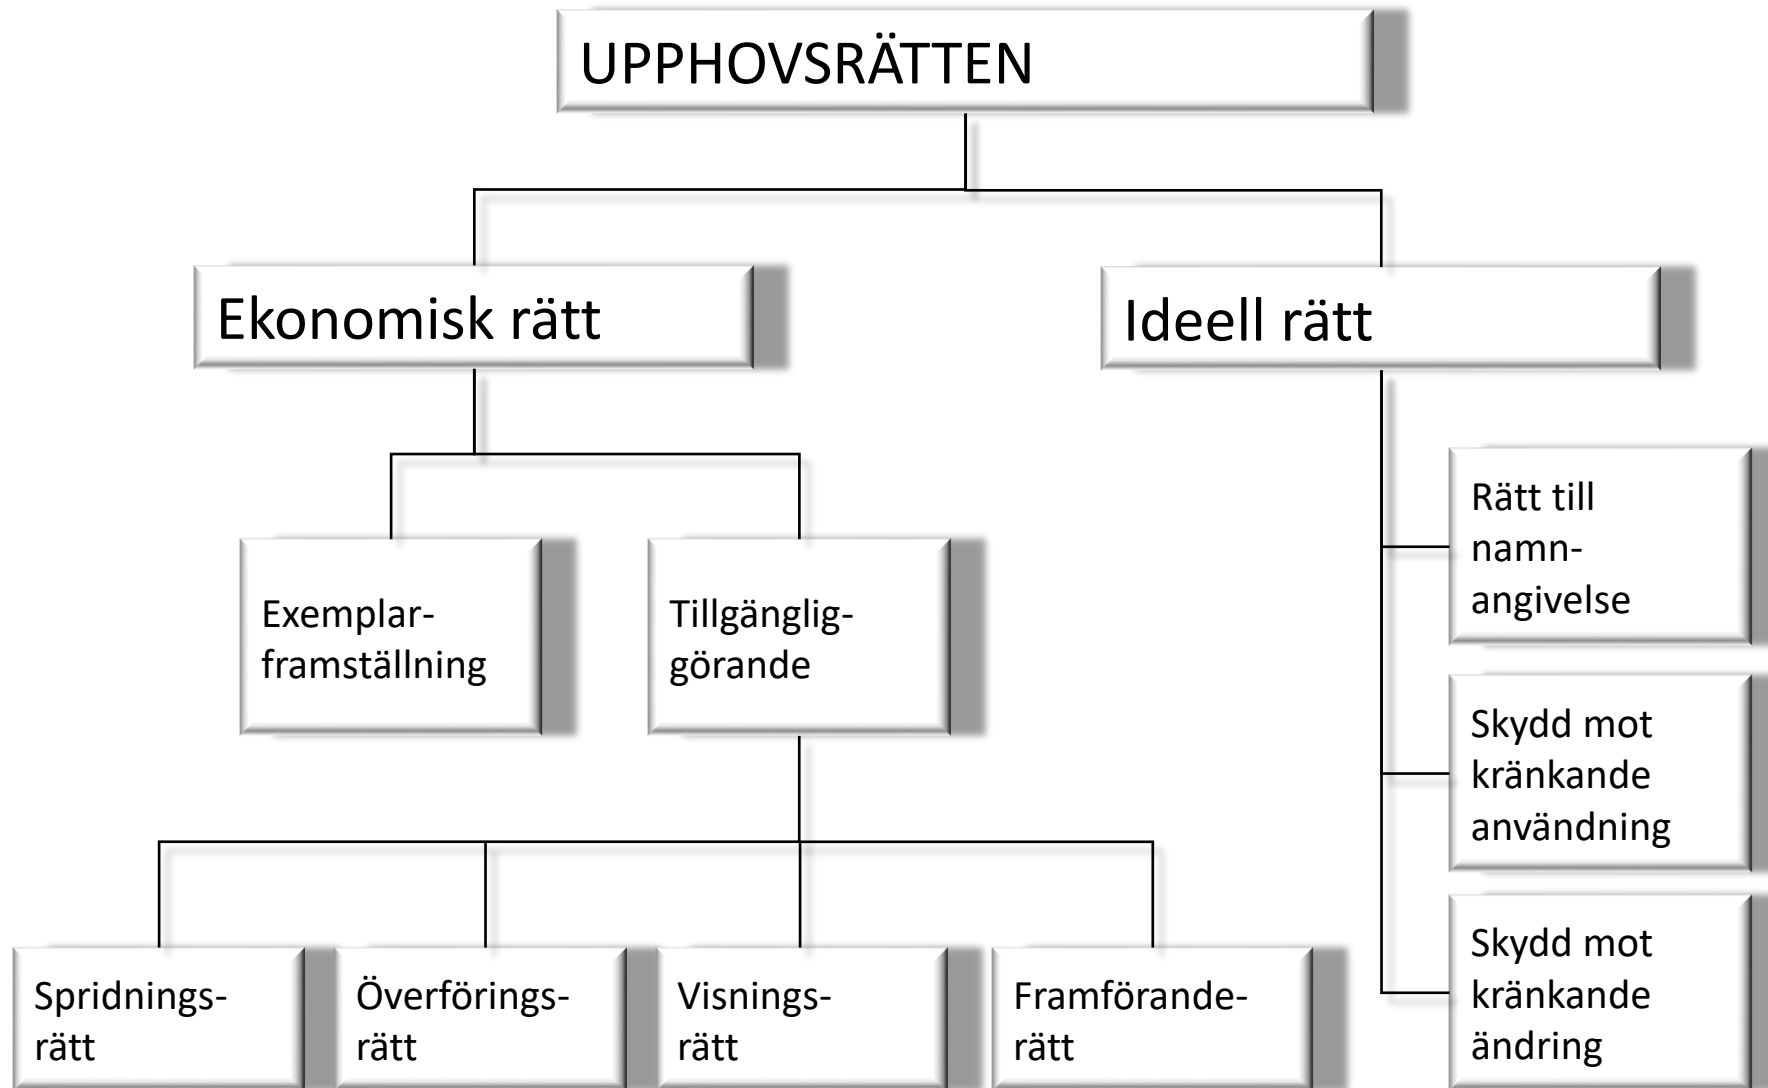 UPPHOVSRÄTTEN
Ekonomisk rätt
Ideell rätt
Exemplar-
framställning
Tillgänglig-
görande
Rätt till
namn-
angivelse
Skydd mot
kränkande
användning
Skydd mot
kränkande
ändring
Spridnings-
rätt
Överförings-
rätt
Visnings-
rätt
Framförande-
rätt